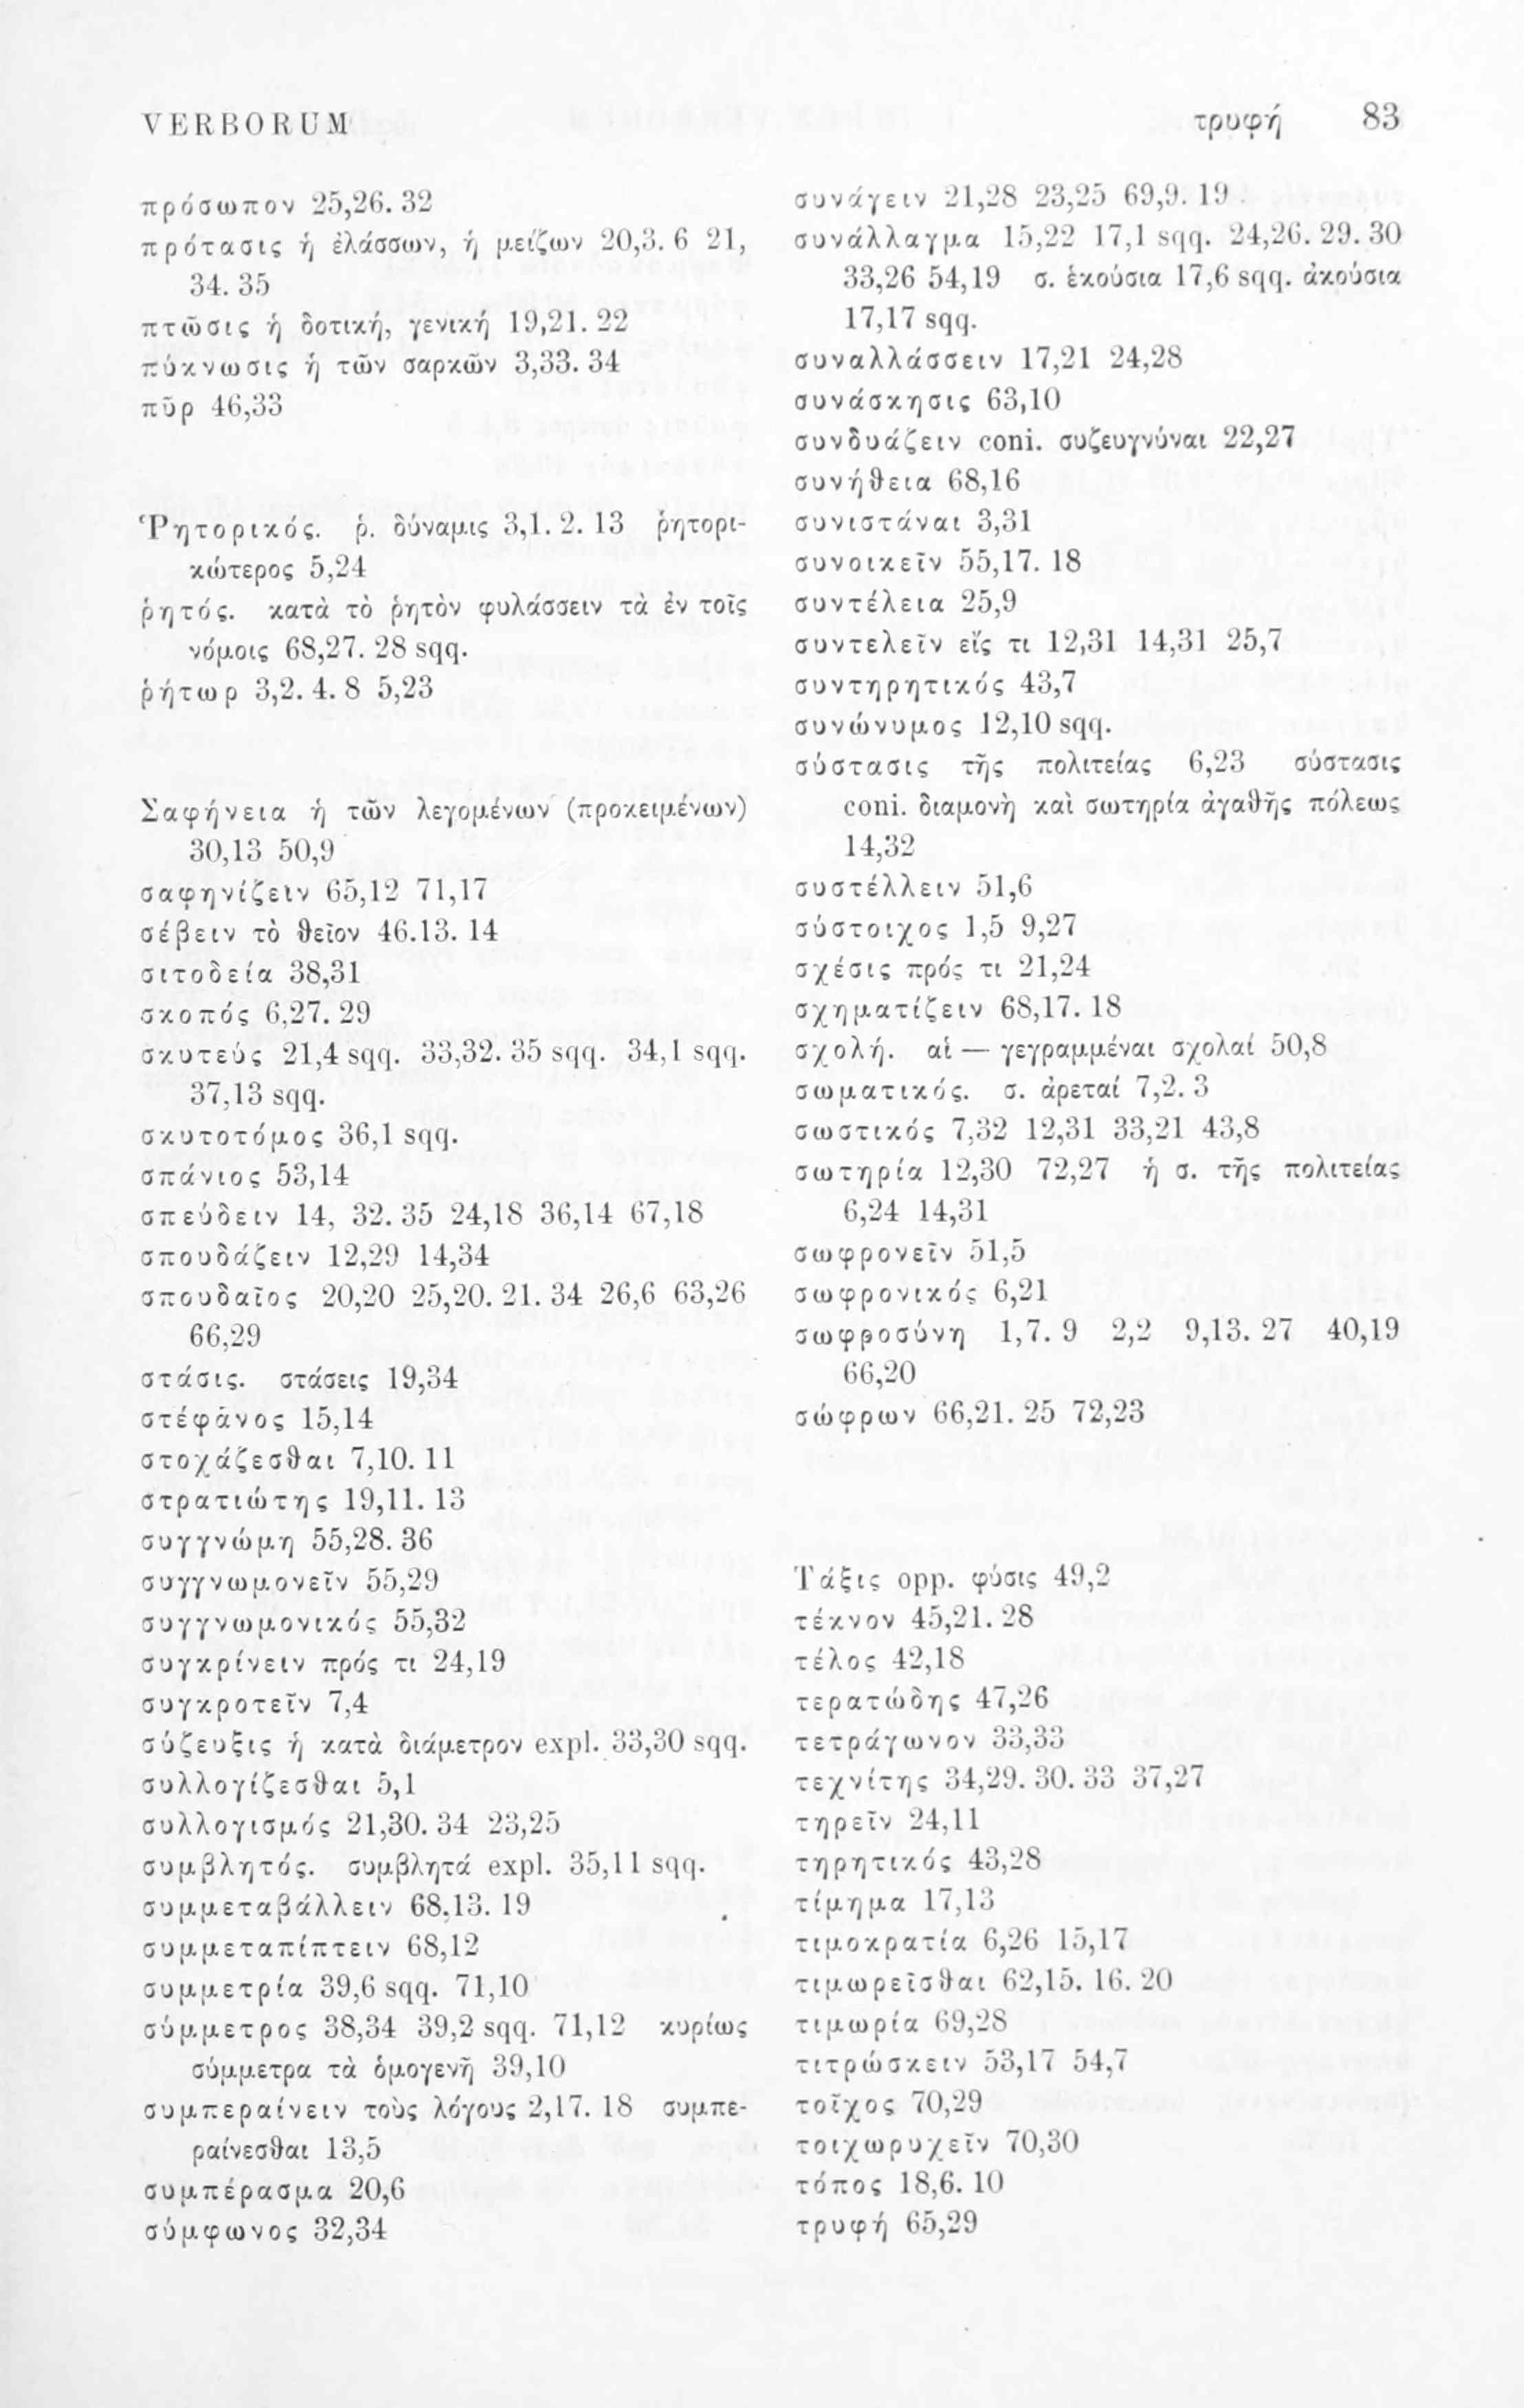 VERBORUM τρυφή 83
πρόσωπον 25,26. 32
πρότασις ἡ ἐλάσσων, ἡ μείζων 20,3. 6 21,
34. 35
πτῶσις ἡ δοτική, γενική 19,21. 22
πύκνωσις ἡ τῶν σαρκῶν 3,33. 34
πῦρ 46,33
Ῥητορικός. ῥ. δύναμις 3,1. 2. 13 ῥητορι-
κώτερος 5,24
ῥητός. κατὰ τὸ ῥητὸν φυλάσσειν τὰ ἐν τοῖς
νόμοις 68,27. 28 sqq.
ῥήτωρ 3,2. 4. 8 5,23
Σαφήνεια ἡ τῶν λεγομένων (προκειμένων)
30,13 50,9
σαφηνίζειν 65,12 71,17
σέβειν τὸ θεῖον 46.13. 14
σιτοδεία 38,31
σκοπός 6,27. 29
σκυτεύς 21,4 sqq. 33,32. 35 sqq. 34,1 sqq.
37,13 sqq.
σκυτοτόμος 36,1 sqq.
σπάνιος 53,14
σπεύδειν 14, 32. 35 24,18 36,14 67,18
σπουδάζειν 12,29 14,34
σπουδαῖος 20,20 25,20. 21. 34 26,6 63,26
66,29
στάσις. στάσεις 19,34
στέφανος 15,14
στοχάζεσθαι 7,10. 11
στρατιώτης 19,11. 13
συγγνώμη 55,28. 36
συγγνωμονεῖν 55,29
συγγνωμονικός 55,32
συγκρίνειν πρός τι 24,19
συγκροτεῖν 7,4
σύζευξις ἡ κατὰ διάμετρον expl. 33,30 sqq.
συλλογίζεσθαι 5,1
συλλογισμός 21,30. 34 23,25
συμβλητός. συμβλητά expl. 35,11 sqq.
συμμεταβάλλειν 68,13. 19
συμμεταπίπτειν 68,12
συμμετρία 39,6 sqq. 71,10
σύμμετρος 38,34 39,2 sqq. 71,12 κυρίως
σύμμετρα τὰ ὁμογενῆ 39,10
συμπεραίνειν τοὺς λόγους 2,17. 18 συμπε-
ραίνεσθαι 13,5
συμπέρασμα 20,6
σύμφωνος 32,34
συνάγειν 21,28 23,25 69,9. 19
συνάλλαγμα 15,22 17,1 sqq. 24,26. 29. 30
33,26 54,19 σ. ἑκούσια 17,6 sqq. ἀκούσια
17,17 sqq.
συναλλάσσειν 17,21 24,28
συνάσκησις 63,10
συνδυάζειν coni. συζευγνύναι 22,27
συνήθεια 68,16
συνιστάναι 3,31
συνοικεῖν 55,17. 18
συντέλεια 25,9
συντελεῖν εἴς τι 12,31 14,31 25,7
συντηρητικός 43,7
συνώνυμος 12,10 sqq.
σύστασις τῆς πολιτείας 6,23 σύστασις
coni. διαμονὴ καὶ σωτηρία ἀγαθῆς πόλεως
14,32
συστέλλειν 51,6
σύστοιχος 1,5 9,27
σχέσις πρός τι 21,24
σχηματίζειν 68,17. 18
σχολή. αἱ — γεγραμμέναι σχολαί 50,8
σωματικός. σ. ἀρεταί 7,2. 3
σωστικός 7,32 12,31 33,21 43,8
σωτηρία 12,30 72,27 ἡ σ. τῆς πολιτείας
6,24 14,31
σωφρονεῖν 51,5
σωφρονικός 6,21
σωφροσύνη 1,7. 9 2,2 9,13. 27 40,19
66,20
σώφρων 66,21. 25 72,23
Τάξις opp. φύσις 49,2
τέκνον 45,21. 28
τέλος 42,18
τερατώδης 47,26
τετράγωνον 33,33
τεχνίτης 34,29. 30. 33 37,27
τηρεῖν 24,11
τηρητικός 43,28
τίμημα 17,13
τιμοκρατία 6,26 15,17
τιμωρεῖσθαι 62,15. 16. 20
τιμωρία 69,28
τιτρώσκειν 53,17 54,7
τοῖχος 70,29
τοιχωρυχεῖν 70,30
τόπος 18,6. 10
τρυφή 65,29